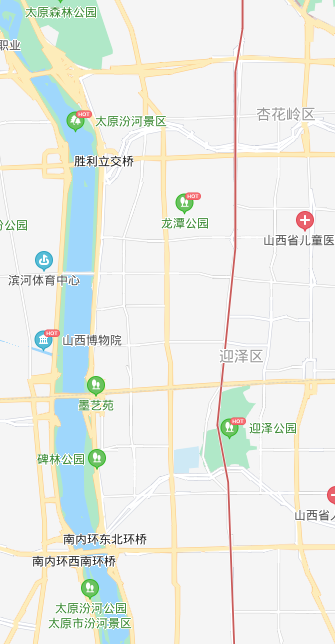 太原森林公园
职业
HOT
太原汾河景区
杏花岭区
胜利立交桥
HOT
龙潭公园
分公园
山西省儿童医
滨河体育中心
HOT
山西博物院
迎泽区
墨艺苑
HOT
迎泽公园
碑林公园
山西省人
南内环东北环桥
南内环西南环桥
太原汾河公园
太原市汾河景区